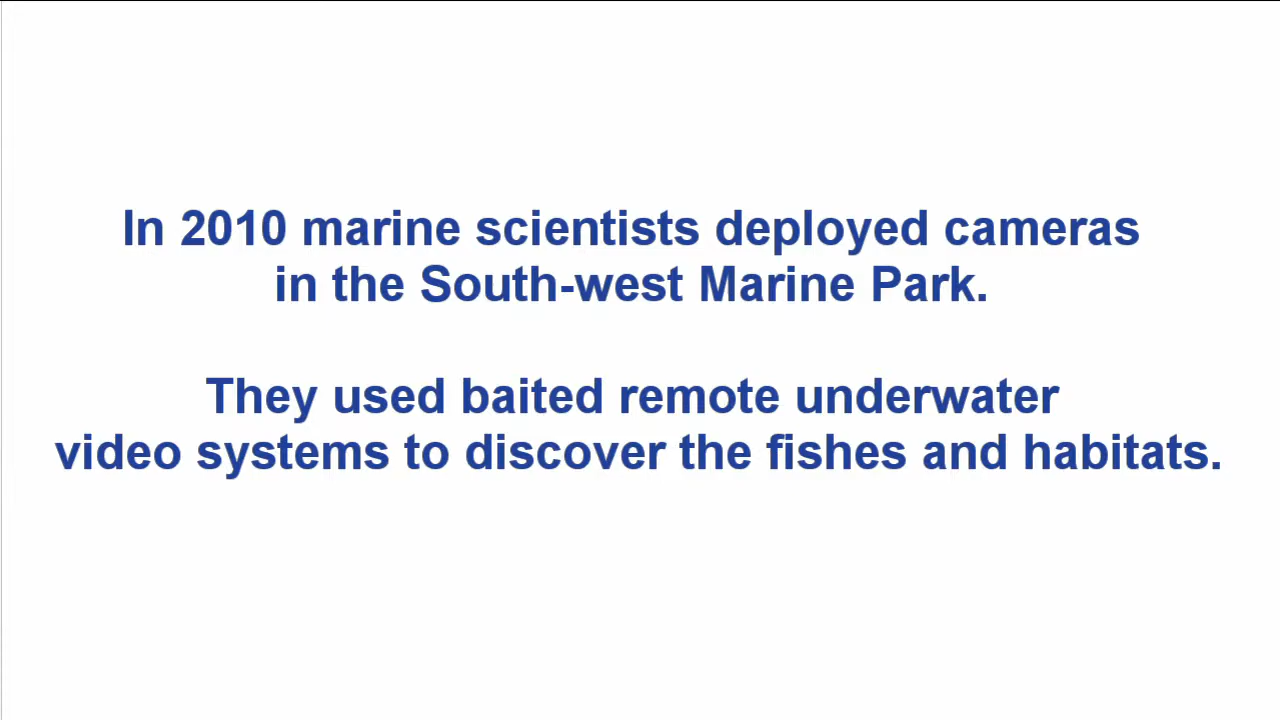 In 2010 marine scientists deployed cameras
in the South-west Marine Park.
They used baited remote underwater
video systems to discover the fishes and habitats.